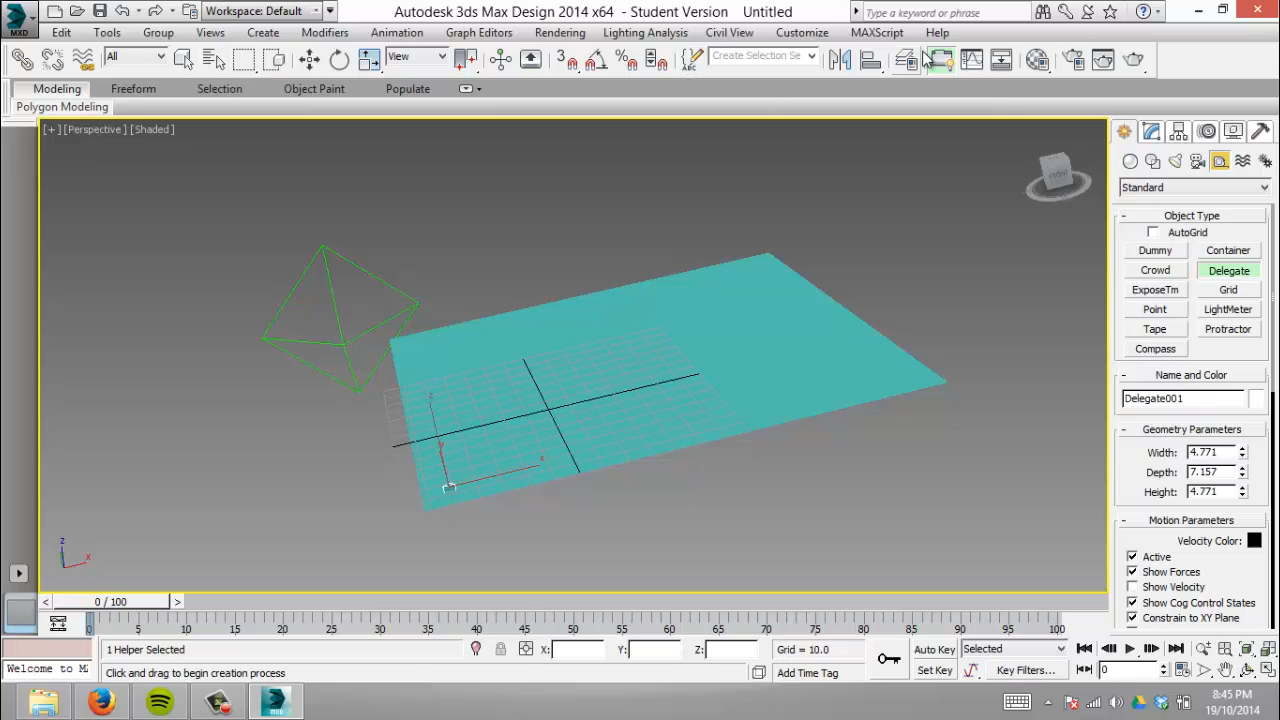 MXD Workspace: Default Autodesk 3ds Max Design 2014 x64 - Student Version Untitled Type a keyword or phrase
Edit Tools Group Views Create Modifiers Animation Graph Editors Rendering Lighting Analysis Civil View Customize MAXScript Help
All View 3 Create Selection Se
Modeling Freeform Selection Object Paint Populate
Polygon Modeling
[+] [Perspective] [Shaded]
FRONT
Standard
Object Type
AutoGrid
Dummy Container
Crowd Delegate
ExposeTm Grid
Point LightMeter
Tape Protractor
Compass
Name and Color
Delegate001
Geometry Parameters
Width: 4.771
Depth: 7.157
Height: 4.771
Motion Parameters
Velocity Color:
Active
Show Forces
Show Velocity
Show Cog Control States
Constrain to XY Plane
z
y
x
z
x
< 0 / 100 >
0 5 10 15 20 25 30 35 40 45 50 55 60 65 70 75 80 85 90 95 100
1 Helper Selected X: Y: Z: Grid = 10.0 Auto Key Selected
Welcome to M Click and drag to begin creation process Add Time Tag Set Key Key Filters... 0
8:45 PM
19/10/2014